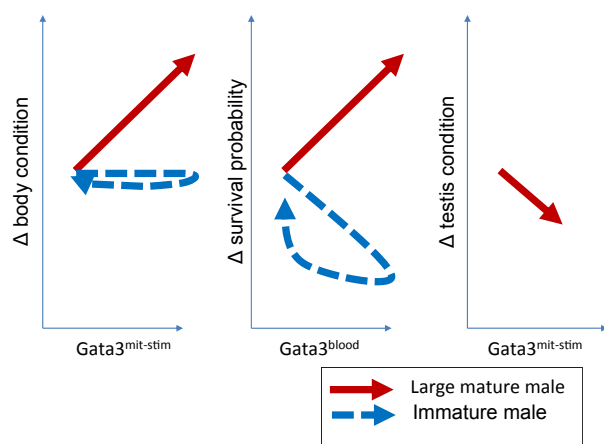 Δ body condition
Gata3mit-stim
Δ survival probability
Gata3blood
Δ testis condition
Gata3mit-stim
Large mature male
Immature male